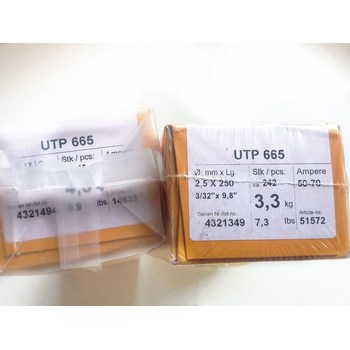 UTP 665
Stk / pcs: Ampere
4321494 9.9 lbs
UTP 665
Ø mm x Lg. Stk / pcs: Ampere
2,5 X 250 242 50-70
3/32"x 9,8" 3,3 kg
Serien Nr./lot no. Article-no
4321349 7,3 lbs 51572